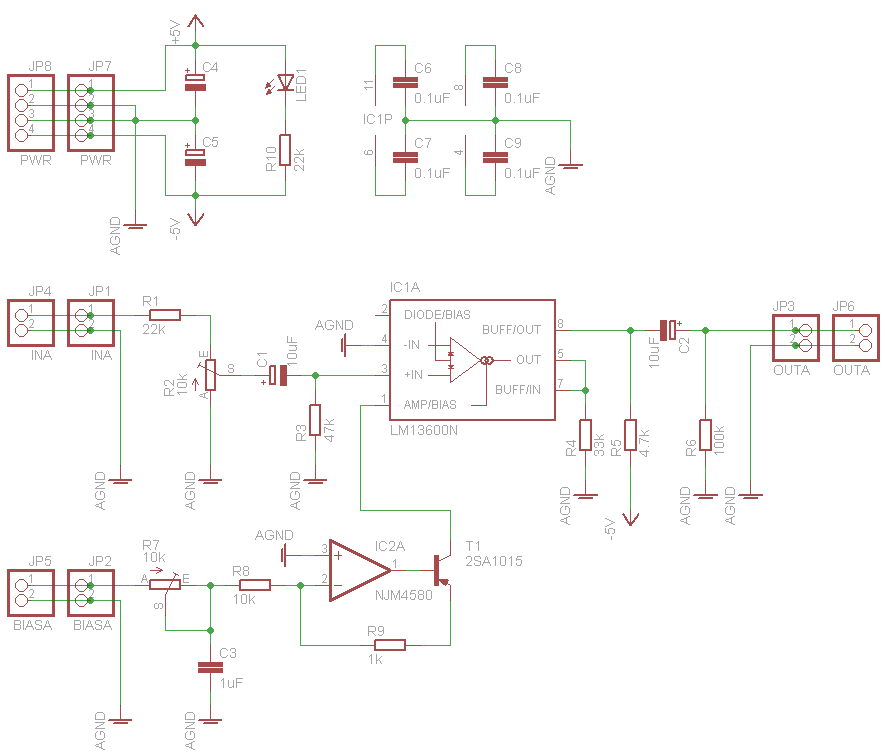 +5V
JP8
JP7
1
2
3
4
1
2
3
4
PWR
PWR
AGND
+
C4
+
C5
-5V
LED1
R10
22k
11
C6
0.1uF
8
C8
0.1uF
IC1P
6
C7
0.1uF
4
C9
0.1uF
AGND
JP4
JP1
1
2
1
2
INA
INA
AGND
R1
22k
R2
10k
E
S
A
AGND
C1
10uF
+
R3
47k
AGND
AGND
IC1A
2
4
3
1
DIODE/BIAS
-IN
+IN
AMP/BIAS
BUFF/OUT
OUT
BUFF/IN
8
5
7
LM13600N
R4
33k
AGND
R5
4.7k
-5V
10uF
C2
+
R6
100k
AGND
AGND
JP3
JP6
1
2
1
2
OUTA
OUTA
JP5
JP2
1
2
1
2
BIASA
BIASA
AGND
R7
10k
A
E
S
C3
1uF
AGND
R8
10k
AGND
3
2
+
-
1
IC2A
NJM4580
R9
1k
T1
2SA1015